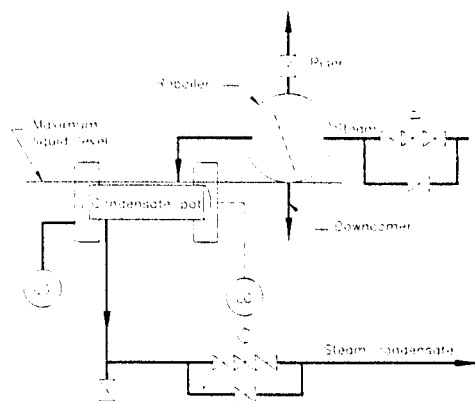 Riser
Reboiler
Steam
Maximum
liquid level
Condensate pot
Downcomer
LC
Steam condensate